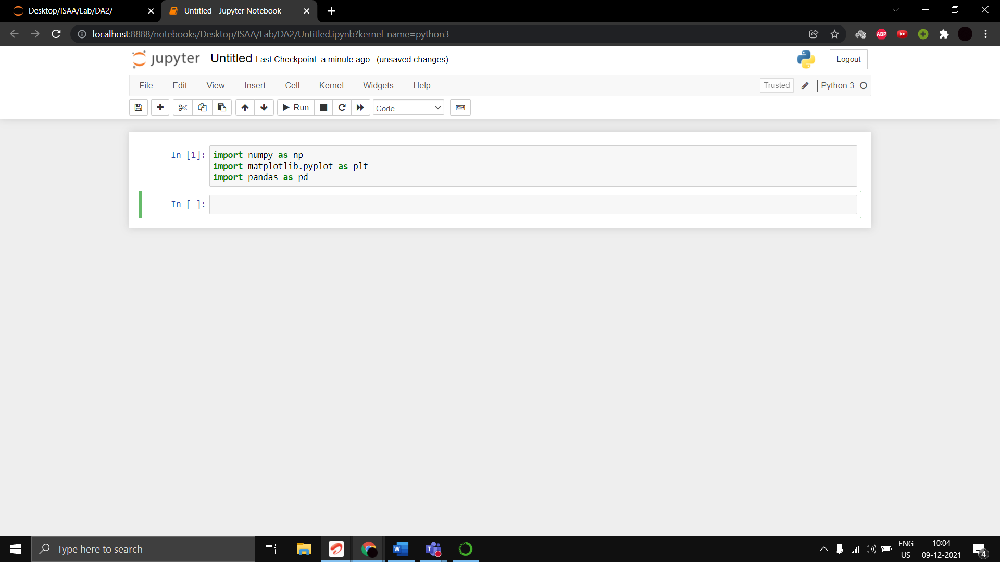 Desktop/ISAA/Lab/DA2/
Untitled - Jupyter Notebook
localhost:8888/notebooks/Desktop/ISAA/Lab/DA2/Untitled.ipynb?kernel_name=python3
ABP
jupyter Untitled Last Checkpoint: a minute ago (unsaved changes)
Logout
File Edit View Insert Cell Kernel Widgets Help
Trusted Python 3
Run Code
In [1]: import numpy as np
import matplotlib.pyplot as plt
import pandas as pd
In [ ]:
Type here to search
W
T
ENG
US
10:04
09-12-2021
4